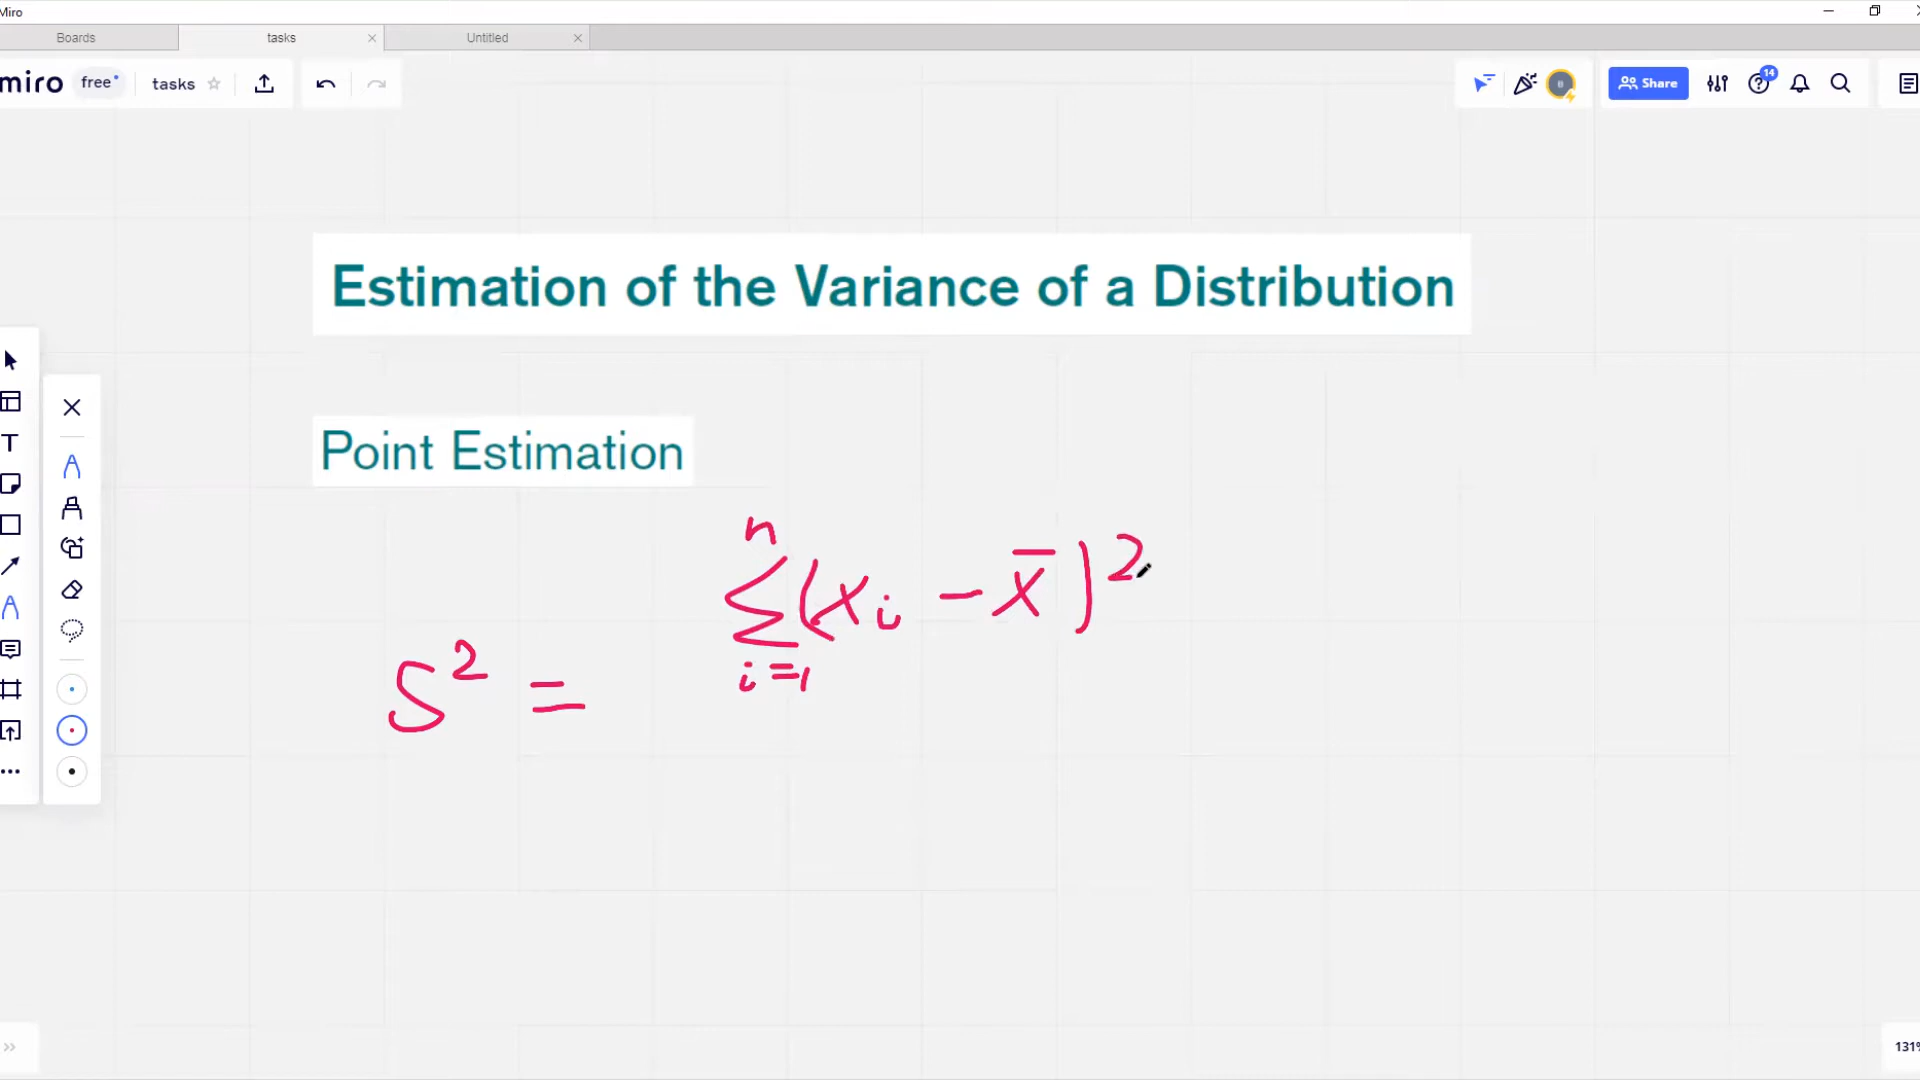 Miro
Boards tasks Untitled
miro free tasks Share 14
Estimation of the Variance of a Distribution
Point Estimation
n
∑(xi - x̄)²
i=1
S² =
131%